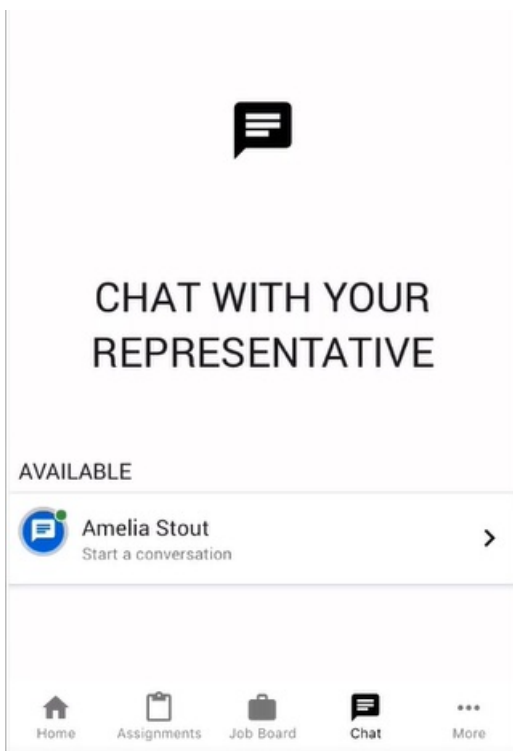 CHAT WITH YOUR
REPRESENTATIVE
AVAILABLE
Amelia Stout
Start a conversation
Home Assignments Job Board Chat More